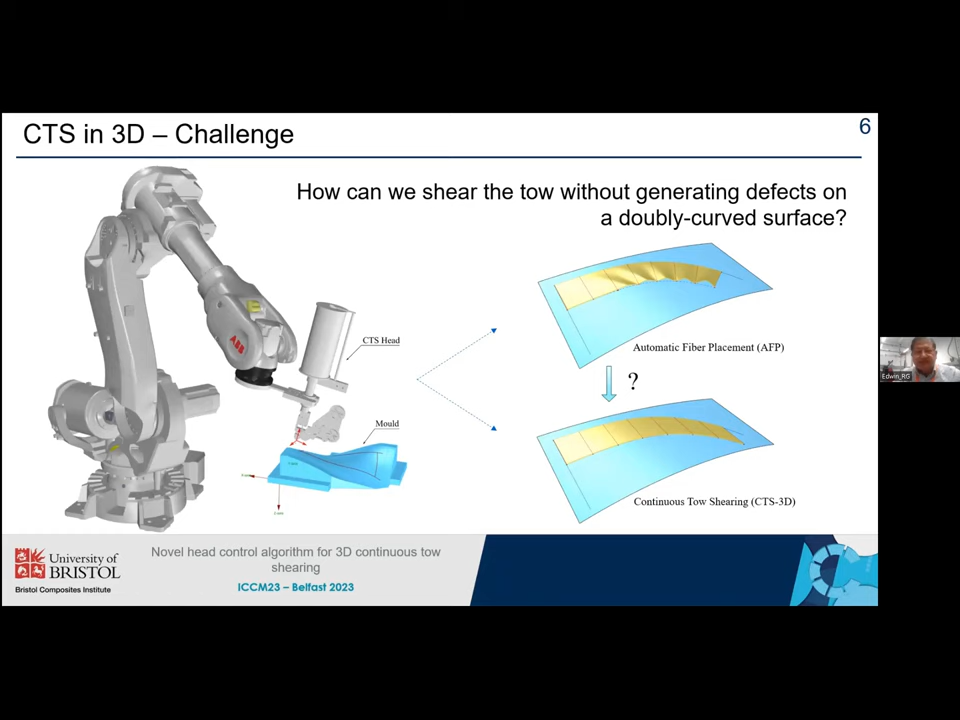 CTS in 3D – Challenge
6
How can we shear the tow without generating defects on
a doubly-curved surface?
CTS Head
ABB
Mould
Automatic Fiber Placement (AFP)
?
Continuous Tow Shearing (CTS-3D)
Edwin_RG
University of
BRISTOL
Bristol Composites Institute
Novel head control algorithm for 3D continuous tow
shearing
ICCM23 – Belfast 2023